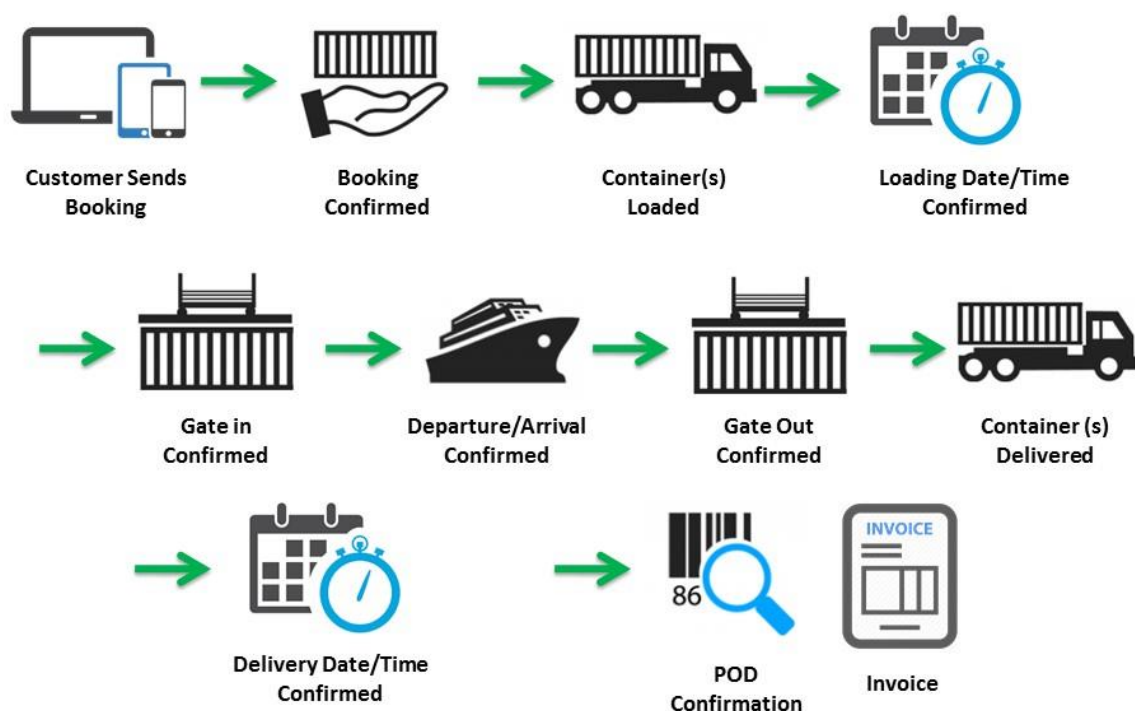 Customer Sends
Booking
Booking
Confirmed
Container(s)
Loaded
Loading Date/Time
Confirmed
Gate in
Confirmed
Departure/Arrival
Confirmed
Gate Out
Confirmed
Container (s)
Delivered
Delivery Date/Time
Confirmed
86
POD
Confirmation
INVOICE
Invoice